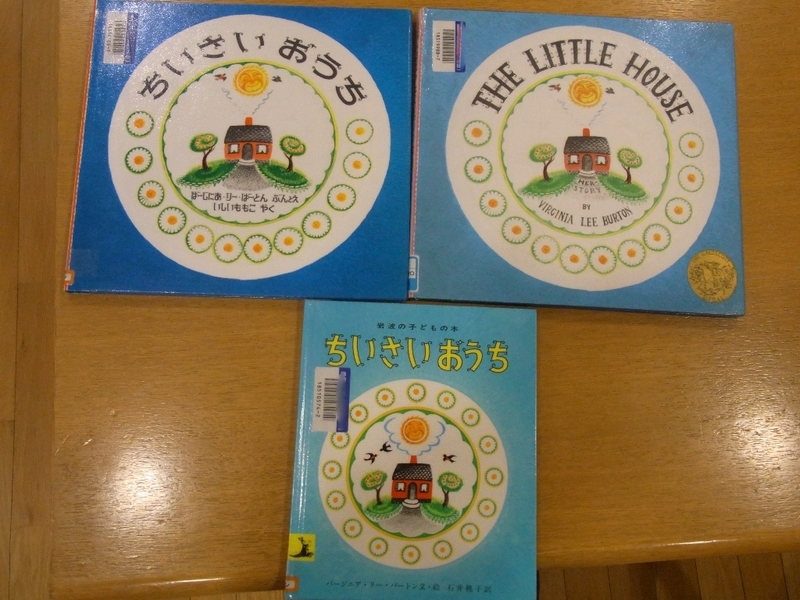 ちいさい おうち
ばーじにあ・りー・ばーとん ぶんとえ
いしいももこ やく
THE LITTLE HOUSE
HER
STORY
BY
VIRGINIA LEE BURTON
岩波の子どもの本
ちいさいおうち
バージニア・リー・バートン文・絵 石井桃子訳